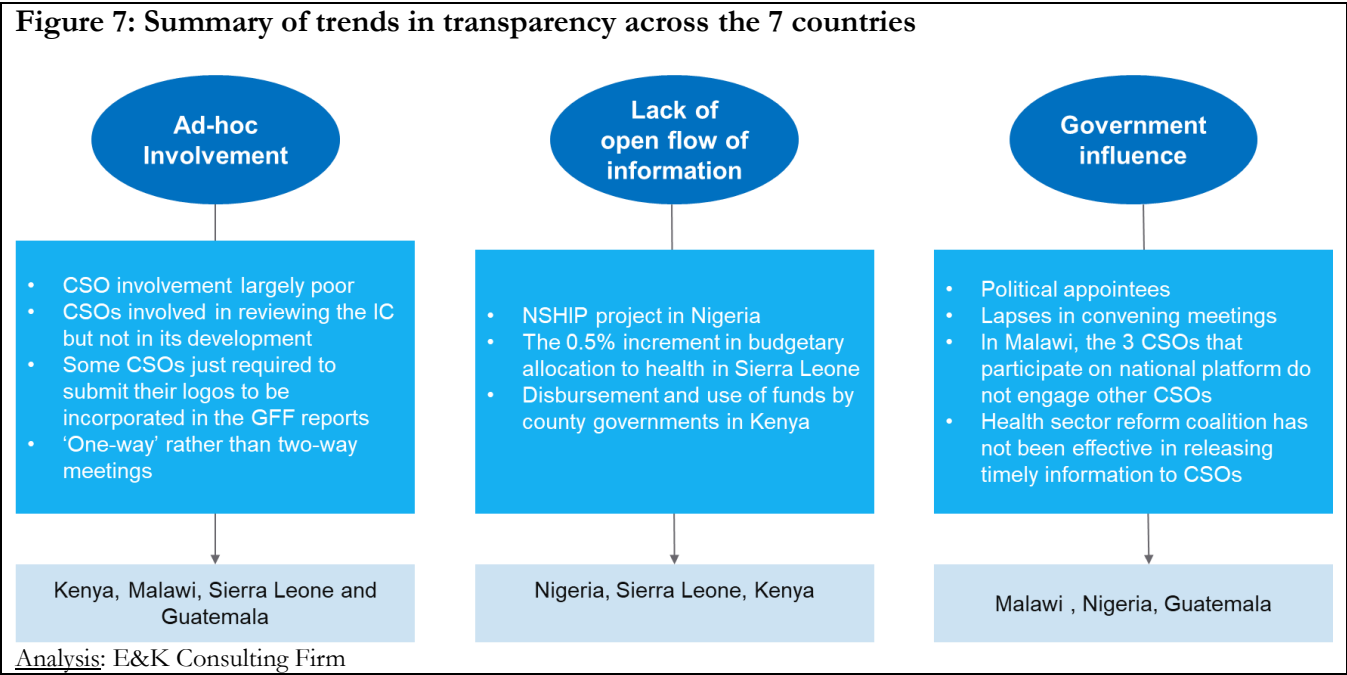 Figure 7: Summary of trends in transparency across the 7 countries
Ad-hoc
Involvement
• CSO involvement largely poor
• CSOs involved in reviewing the IC
but not in its development
• Some CSOs just required to
submit their logos to be
incorporated in the GFF reports
• ‘One-way’ rather than two-way
meetings
Kenya, Malawi, Sierra Leone and
Guatemala
Lack of
open flow of
information
• NSHIP project in Nigeria
• The 0.5% increment in budgetary
allocation to health in Sierra Leone
• Disbursement and use of funds by
county governments in Kenya
Nigeria, Sierra Leone, Kenya
Government
influence
• Political appointees
• Lapses in convening meetings
• In Malawi, the 3 CSOs that
participate on national platform do
not engage other CSOs
• Health sector reform coalition has
not been effective in releasing
timely information to CSOs
Malawi , Nigeria, Guatemala
Analysis: E&K Consulting Firm